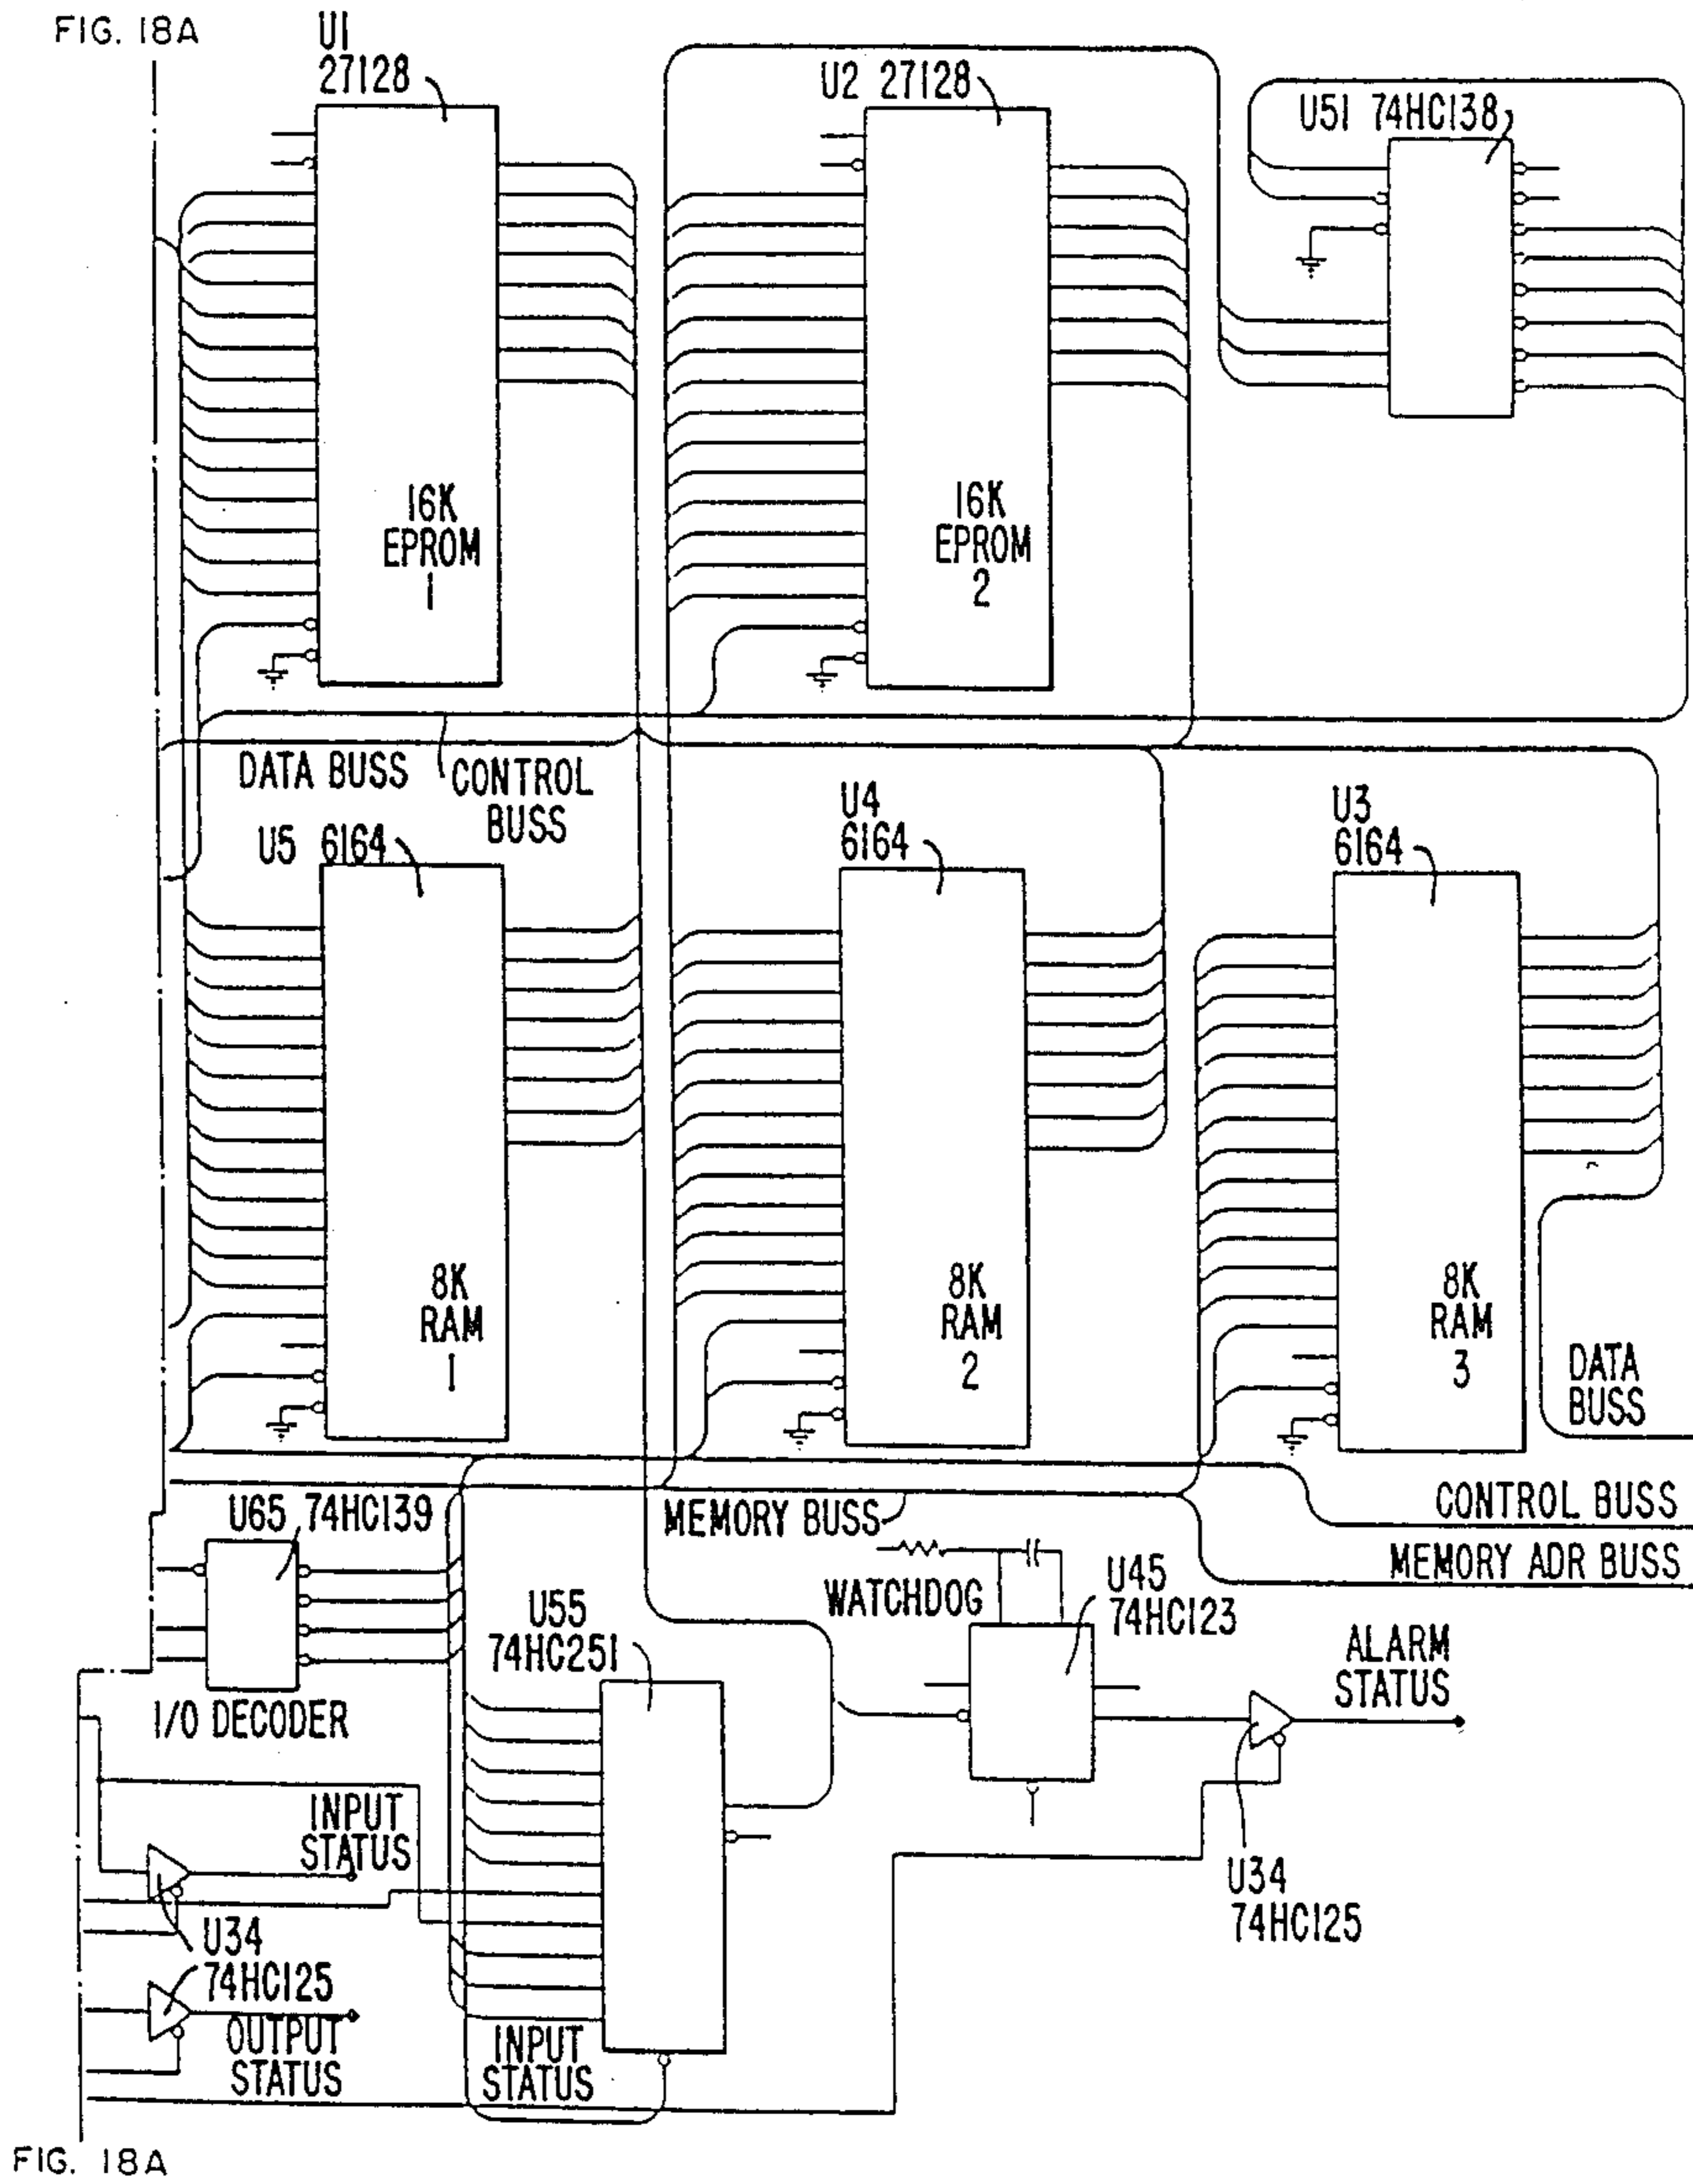 FIG. 18A
U1
27128
U2 27128
U51 74HC138
16K
EPROM
1
16K
EPROM
2
DATA BUSS
CONTROL
BUSS
U5 6164
U4
6164
U3
6164
8K
RAM
1
8K
RAM
2
8K
RAM
3
DATA
BUSS
CONTROL BUSS
MEMORY BUSS
MEMORY ADR BUSS
U65 74HC139
I/O DECODER
U55
74HC251
WATCHDOG
U45
74HC123
ALARM
STATUS
INPUT
STATUS
U34
74HC125
U34
74HC125
OUTPUT
STATUS
INPUT
STATUS
FIG. 18A